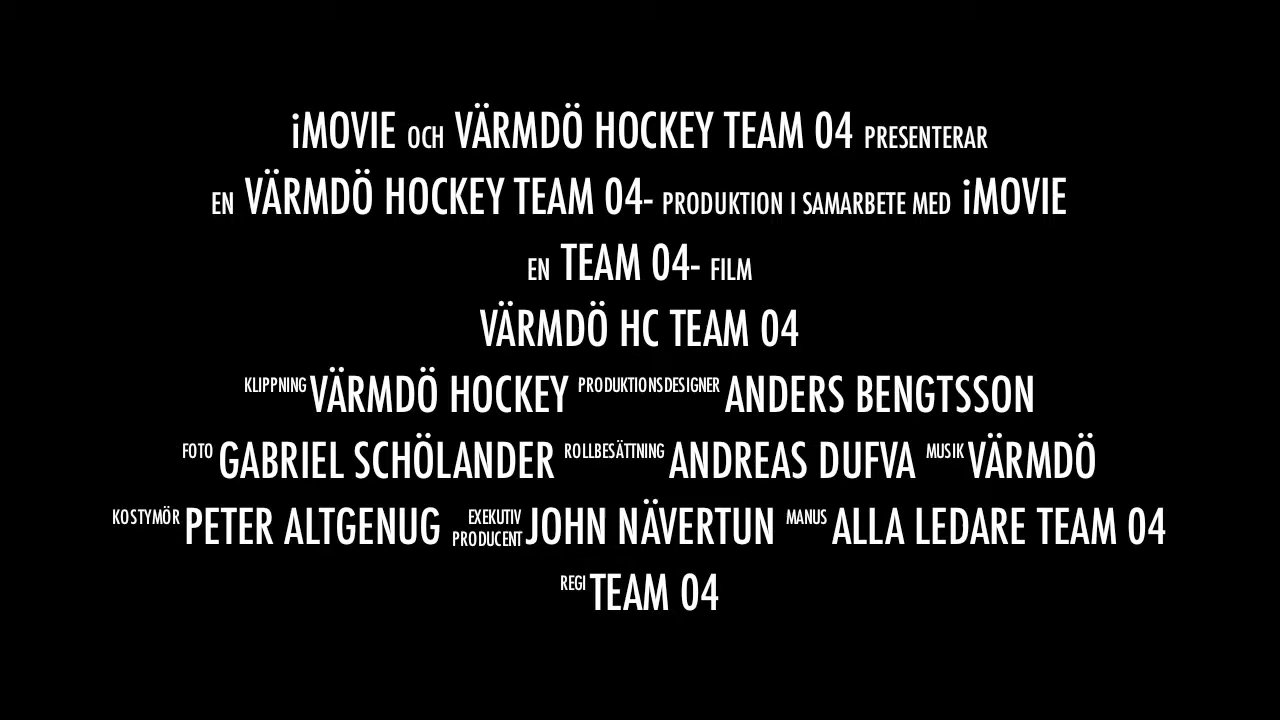 iMOVIE OCH VÄRMDÖ HOCKEY TEAM 04 PRESENTERAR
EN VÄRMDÖ HOCKEY TEAM 04- PRODUKTION I SAMARBETE MED iMOVIE
EN TEAM 04- FILM
VÄRMDÖ HC TEAM 04
KLIPPNING VÄRMDÖ HOCKEY PRODUKTIONSDESIGNER ANDERS BENGTSSON
FOTO GABRIEL SCHÖLANDER ROLLBESÄTTNING ANDREAS DUFVA MUSIK VÄRMDÖ
KOSTYMÖR PETER ALTGENUG EXEKUTIV PRODUCENT JOHN NÄVERTUN MANUS ALLA LEDARE TEAM 04
REGI TEAM 04